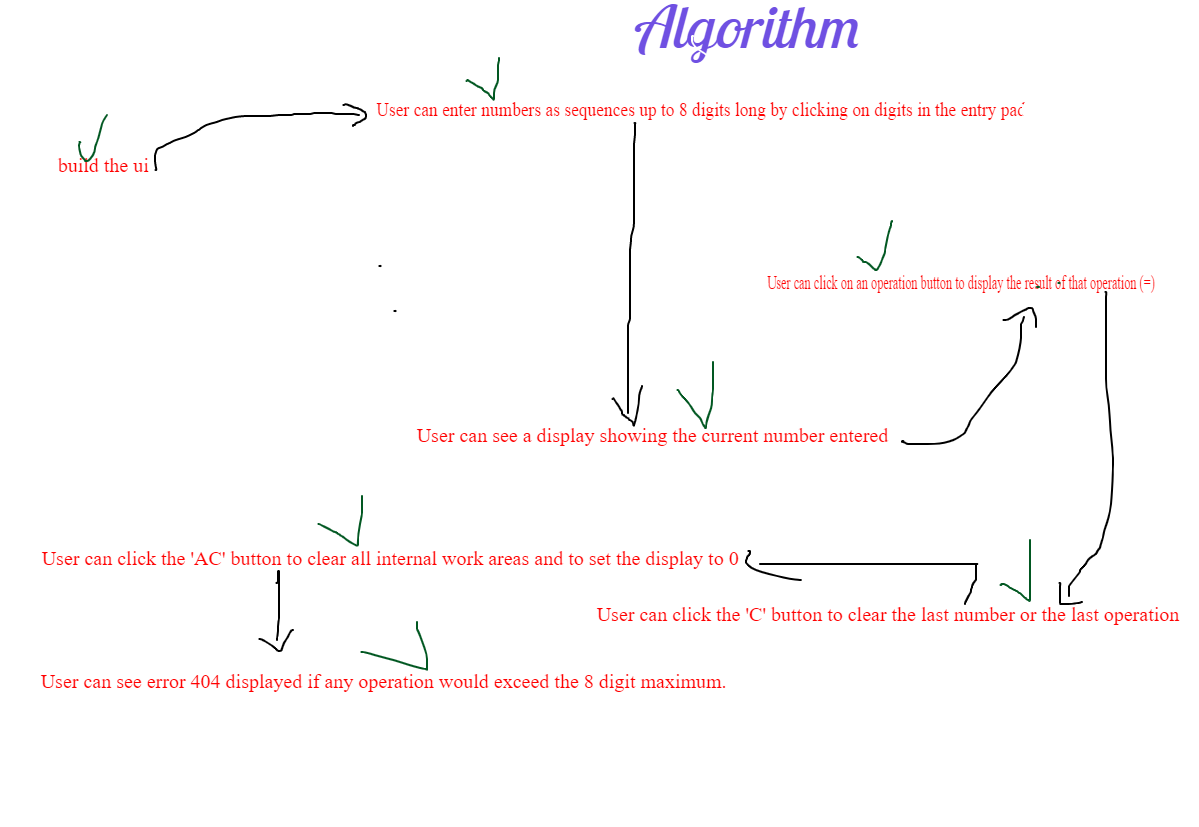 Algorithm
User can enter numbers as sequences up to 8 digits long by clicking on digits in the entry pad
build the ui
User can click on an operation button to display the result of that operation (=)
User can see a display showing the current number entered
User can click the 'AC' button to clear all internal work areas and to set the display to 0
User can click the 'C' button to clear the last number or the last operation
User can see error 404 displayed if any operation would exceed the 8 digit maximum.